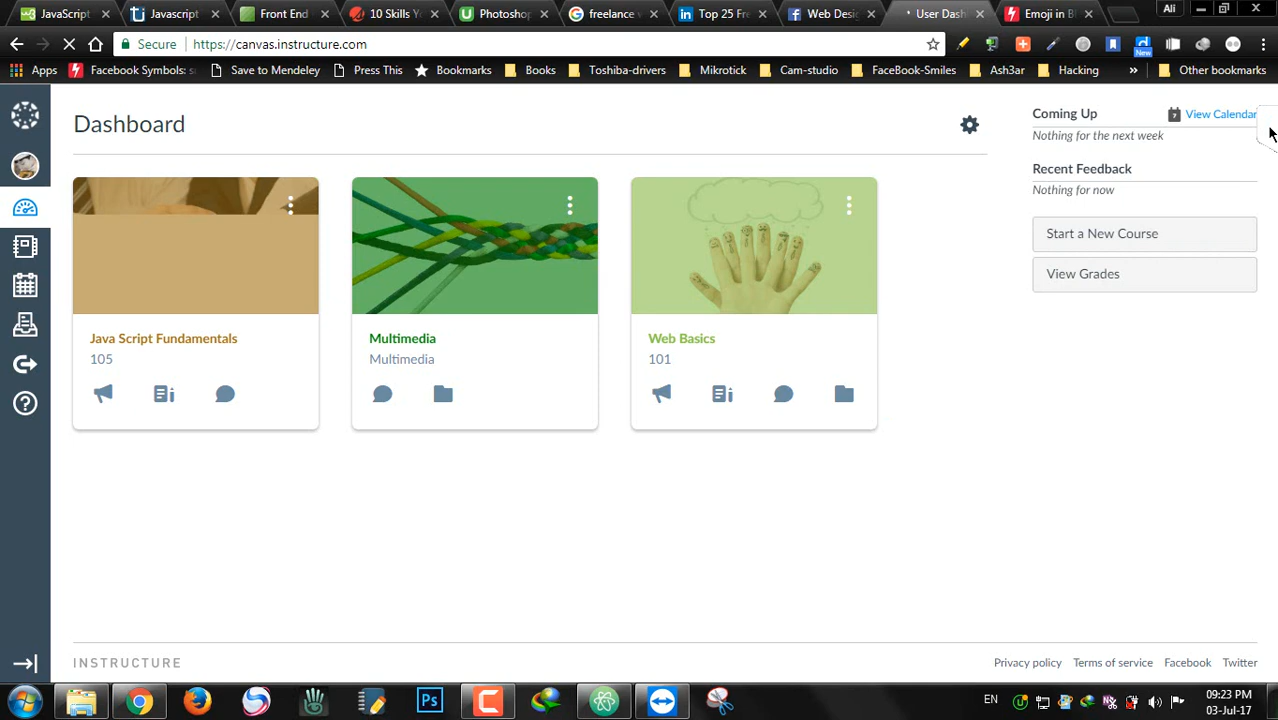 JavaScript
Javascript
Front End
10 Skills Y
Photoshop
freelance
Top 25 Fre
Web Desi
User Dash
Emoji in B
Ali
Secure
https://canvas.instructure.com
New
Apps
Facebook Symbols: s
Save to Mendeley
Press This
Bookmarks
Books
Toshiba-drivers
Mikrotick
Cam-studio
FaceBook-Smiles
Ash3ar
Hacking
»
Other bookmarks
Dashboard
Coming Up
View Calendar
Nothing for the next week
Recent Feedback
Nothing for now
Start a New Course
View Grades
Java Script Fundamentals
105
Multimedia
Multimedia
Web Basics
101
INSTRUCTURE
Privacy policy
Terms of service
Facebook
Twitter
Ps
EN
09:23 PM
03-Jul-17